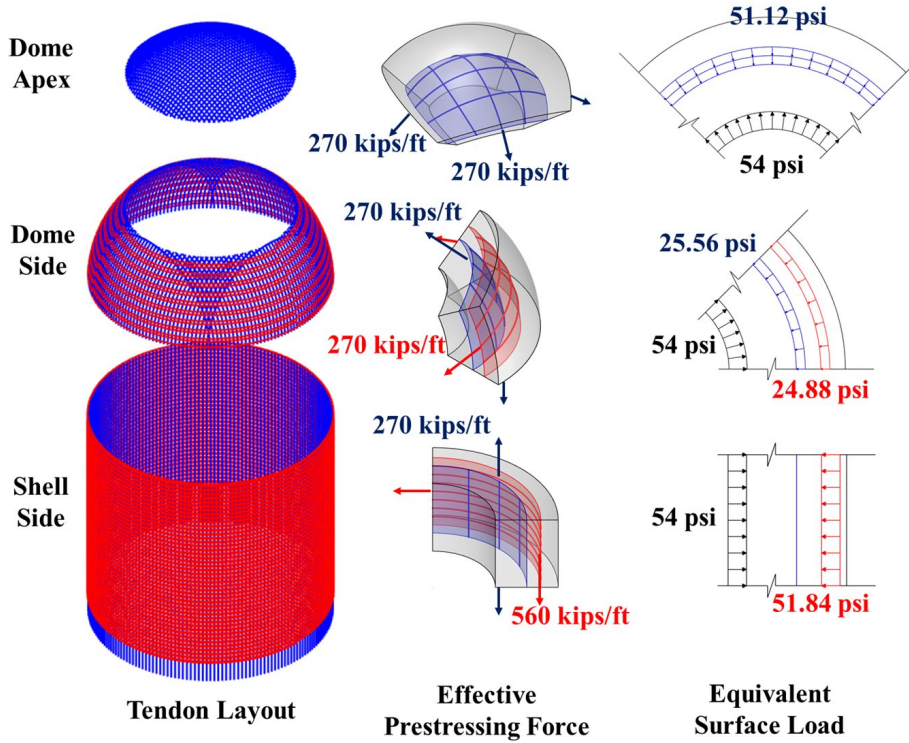 Dome
Apex
270 kips/ft
270 kips/ft
51.12 psi
54 psi
Dome
Side
270 kips/ft
270 kips/ft
25.56 psi
54 psi
24.88 psi
Shell
Side
270 kips/ft
560 kips/ft
54 psi
51.84 psi
Tendon Layout
Effective
Prestressing Force
Equivalent
Surface Load